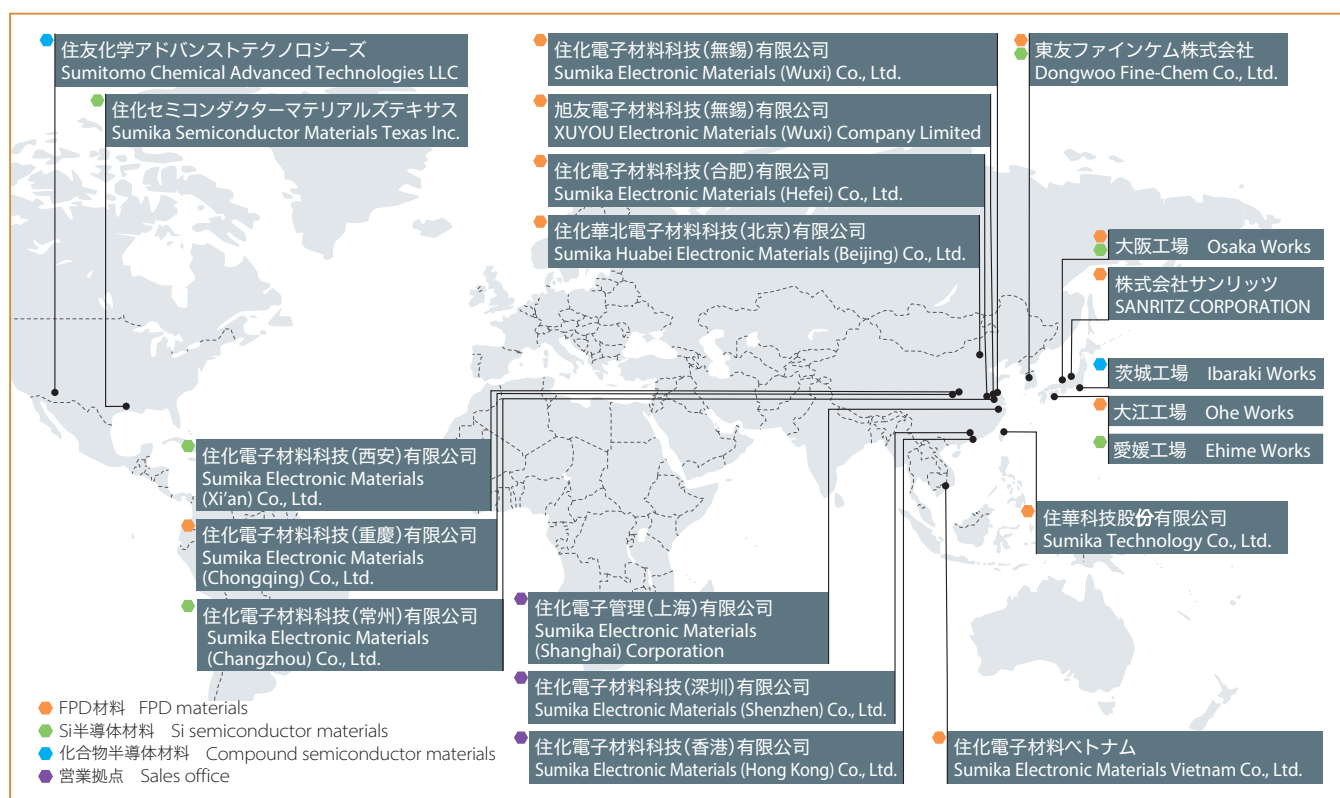 住友化学アドバンストテクノロジーズ
Sumitomo Chemical Advanced Technologies LLC
住化セミコンダクターマテリアルズテキサス
Sumika Semiconductor Materials Texas Inc.
住化電子材料科技(無錫)有限公司
Sumika Electronic Materials (Wuxi) Co., Ltd.
旭友電子材料科技(無錫)有限公司
XUYOU Electronic Materials (Wuxi) Company Limited
住化電子材料科技(合肥)有限公司
Sumika Electronic Materials (Hefei) Co., Ltd.
住化華北電子材料科技(北京)有限公司
Sumika Huabei Electronic Materials (Beijing) Co., Ltd.
東友ファインケム株式会社
Dongwoo Fine-Chem Co., Ltd.
大阪工場 Osaka Works
株式会社サンリッツ
SANRITZ CORPORATION
茨城工場 Ibaraki Works
大江工場 Ohe Works
愛媛工場 Ehime Works
住化電子材料科技(西安)有限公司
Sumika Electronic Materials
(Xi'an) Co., Ltd.
住化電子材料科技(重慶)有限公司
Sumika Electronic Materials
(Chongqing) Co., Ltd.
住化電子材料科技(常州)有限公司
Sumika Electronic Materials
(Changzhou) Co., Ltd.
住華科技股份有限公司
Sumika Technology Co., Ltd.
住化電子管理(上海)有限公司
Sumika Electronic Materials
(Shanghai) Corporation
住化電子材料科技(深圳)有限公司
Sumika Electronic Materials (Shenzhen) Co., Ltd.
住化電子材料科技(香港)有限公司
Sumika Electronic Materials (Hong Kong) Co., Ltd.
住化電子材料ベトナム
Sumika Electronic Materials Vietnam Co., Ltd.
FPD材料 FPD materials
Si半導体材料 Si semiconductor materials
化合物半導体材料 Compound semiconductor materials
営業拠点 Sales office